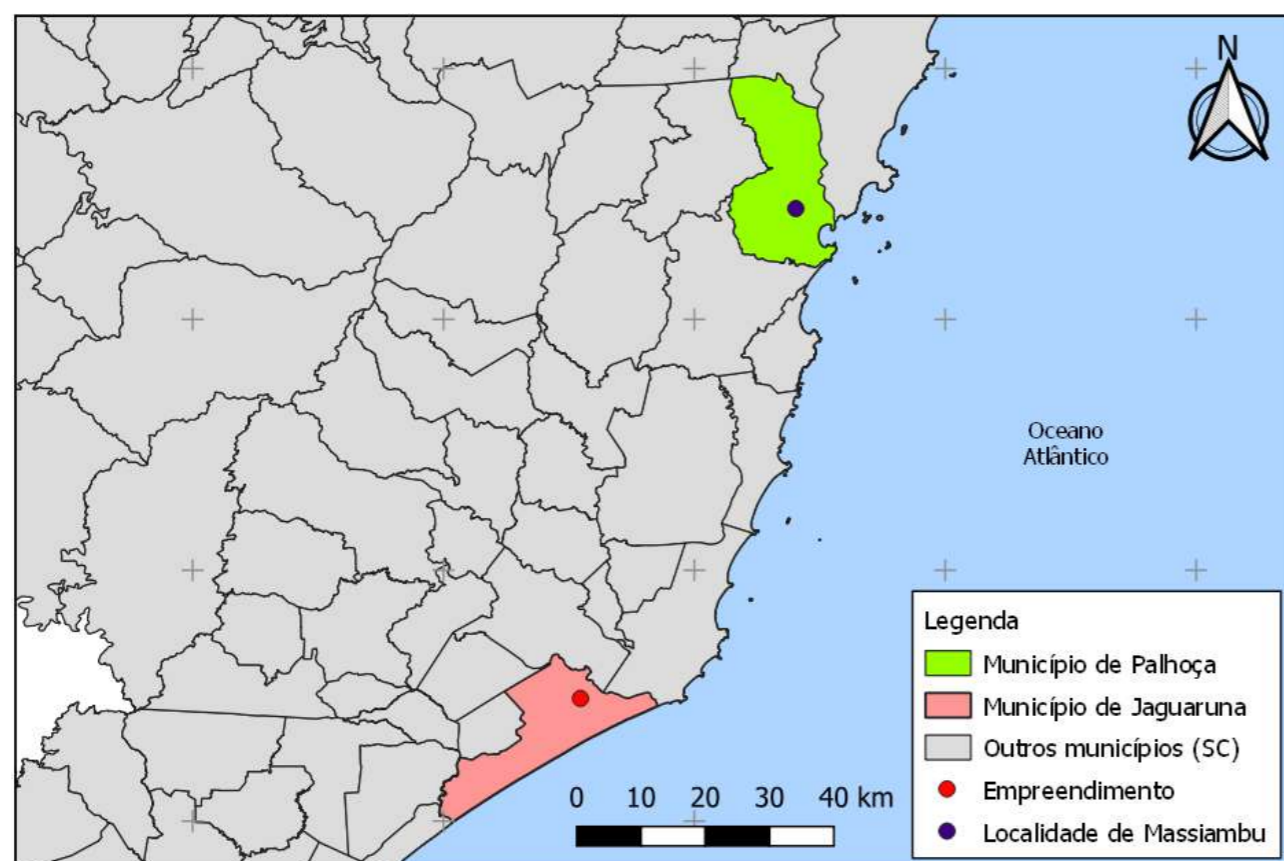 N
Oceano
Atlântico
Legenda
Município de Palhoça
Município de Jaguaruna
Outros municípios (SC)
Empreendimento
Localidade de Massiambu
0 10 20 30 40 km